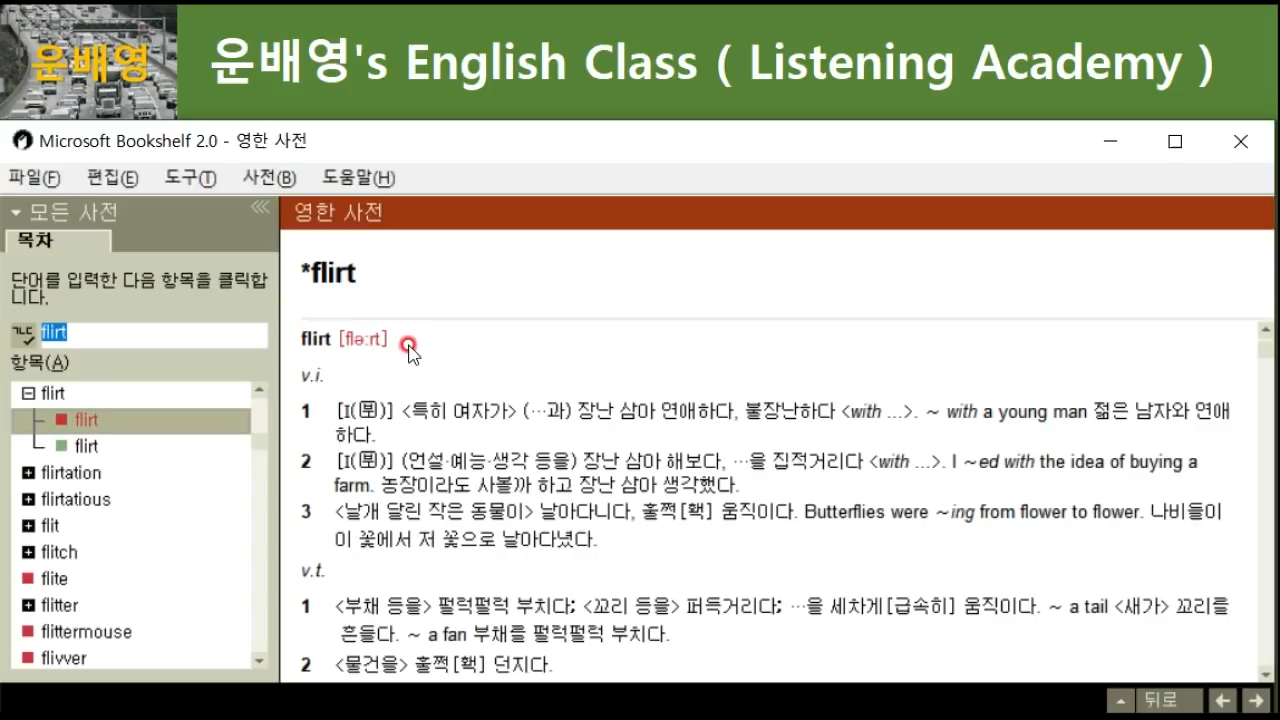 운배영
운배영's English Class ( Listening Academy )
Microsoft Bookshelf 2.0 - 영한 사전
파일(F) 편집(E) 도구(T) 사전(B) 도움말(H)
모든 사전
목차
단어를 입력한 다음 항목을 클릭합
니다.
flirt
항목(A)
flirt
flirt
flirt
flirtation
flirtatious
flit
flitch
flite
flitter
flittermouse
flivver
영한 사전
*flirt
flirt [flə:rt]
v.i.
1 [I(圖)] <특히 여자가> (…과) 장난 삼아 연애하다, 불장난하다 <with …>. ~ with a young man 젊은 남자와 연애
하다.
2 [I(圖)] (언설·예능·생각 등을) 장난 삼아 해보다, …을 집적거리다 <with …>. I ~ed with the idea of buying a
farm. 농장이라도 사볼까 하고 장난 삼아 생각했다.
3 <날개 달린 작은 동물이> 날아다니다, 훌쩍[홱] 움직이다. Butterflies were ~ing from flower to flower. 나비들이
이 꽃에서 저 꽃으로 날아다녔다.
v.t.
1 <부채 등을> 펄럭펄럭 부치다; <꼬리 등을> 퍼득거리다; …을 세차게[급속히] 움직이다. ~ a tail <새가> 꼬리를
흔들다. ~ a fan 부채를 펄럭펄럭 부치다.
2 <물건을> 훌쩍[홱] 던지다.
뒤로